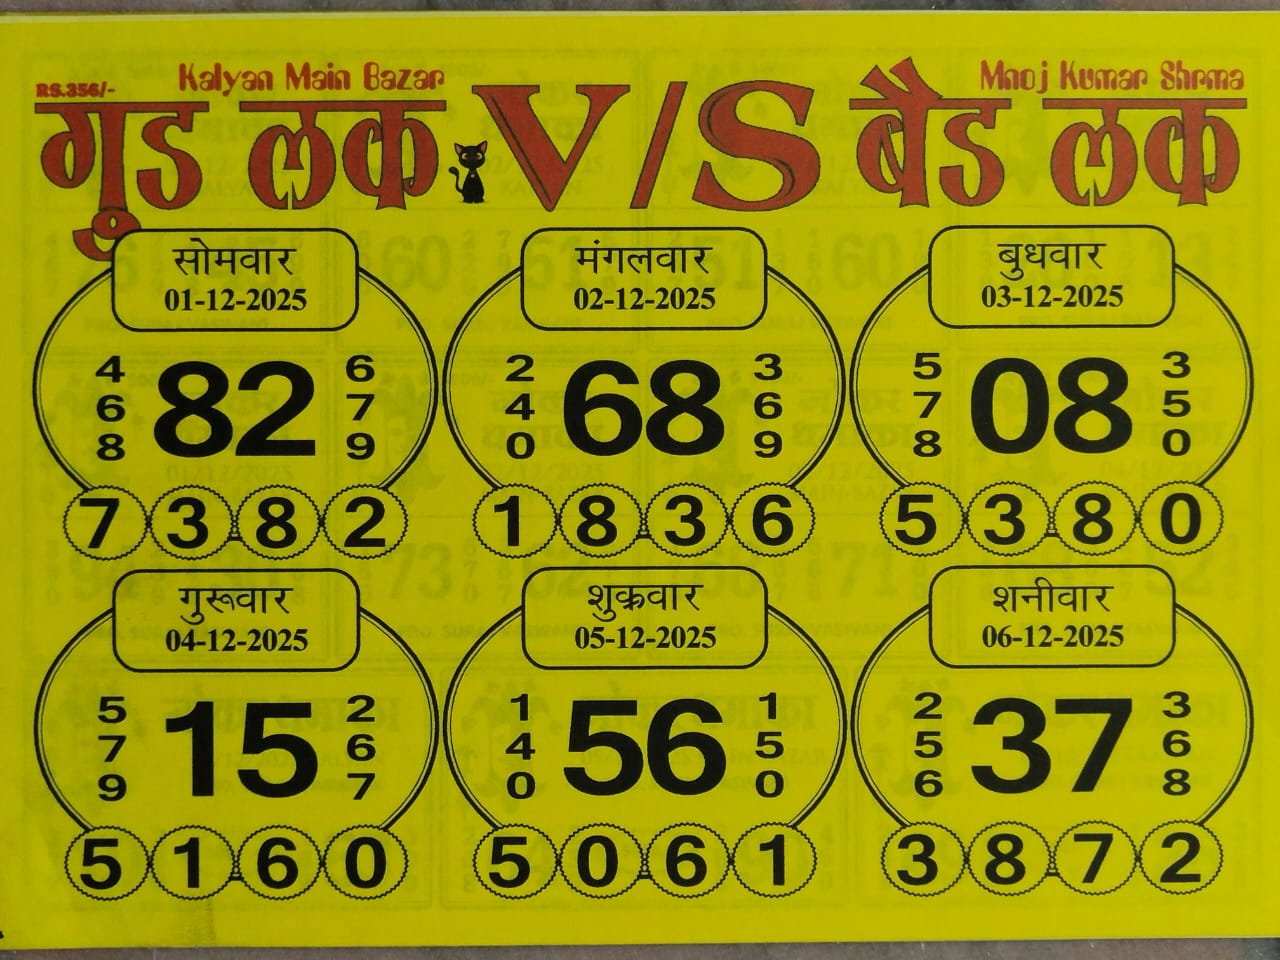 RS.356/-
Kalyan Main Bazar
Mnoj Kumar Shrma
गुड लक V/S बैड लक
सोमवार
01-12-2025
4 6 8
82
6 7 9
7 3 8 2
मंगलवार
02-12-2025
2 4 0
68
3 6 9
1 8 3 6
बुधवार
03-12-2025
5 7 8
08
3 5 0
5 3 8 0
गुरूवार
04-12-2025
5 7 9
15
2 6 7
5 1 6 0
शुक्रवार
05-12-2025
1 4 0
56
1 5 0
5 0 6 1
शनीवार
06-12-2025
2 5 6
37
3 6 8
3 8 7 2